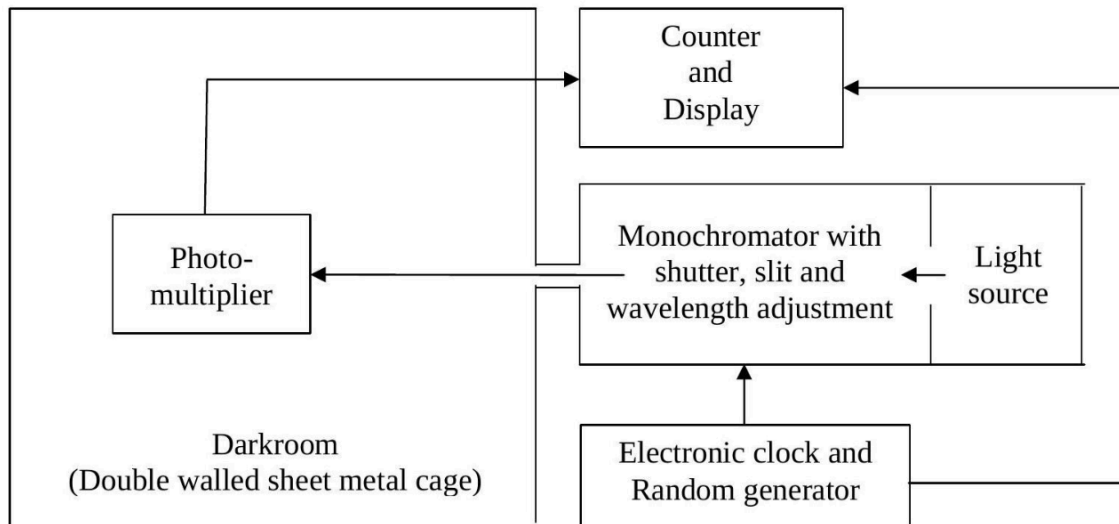 Counter
and
Display
Photo-
multiplier
Monochromator with
shutter, slit and
wavelength adjustment
Light
source
Darkroom
(Double walled sheet metal cage)
Electronic clock and
Random generator